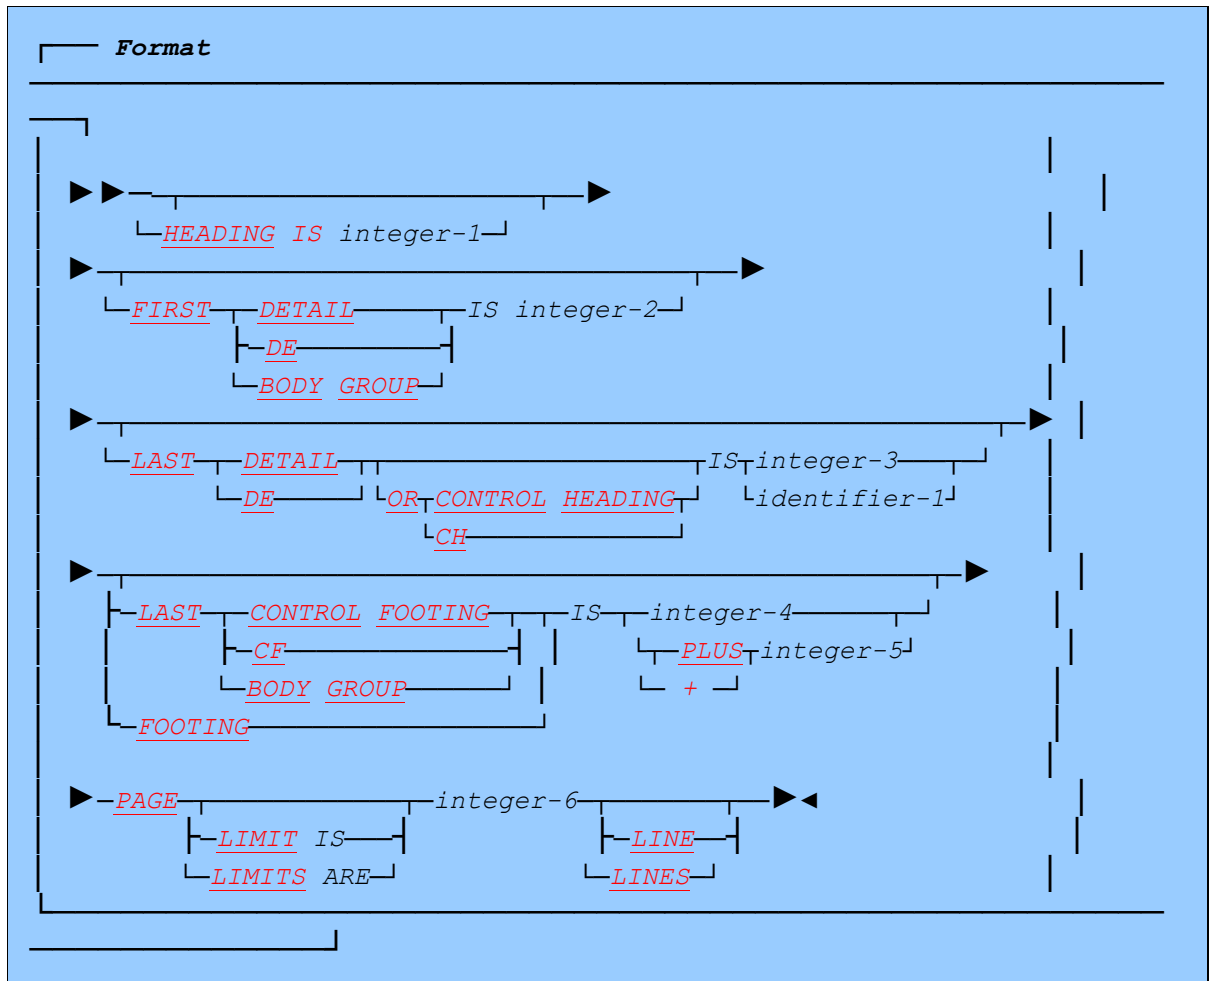 Format
HEADING IS integer-1
FIRST DETAIL IS integer-2
DE
BODY GROUP
LAST DETAIL IS integer-3
DE OR CONTROL HEADING identifier-1
CH
LAST CONTROL FOOTING IS integer-4
CF PLUS integer-5
BODY GROUP +
FOOTING
PAGE integer-6
LIMIT IS LINE
LIMITS ARE LINES